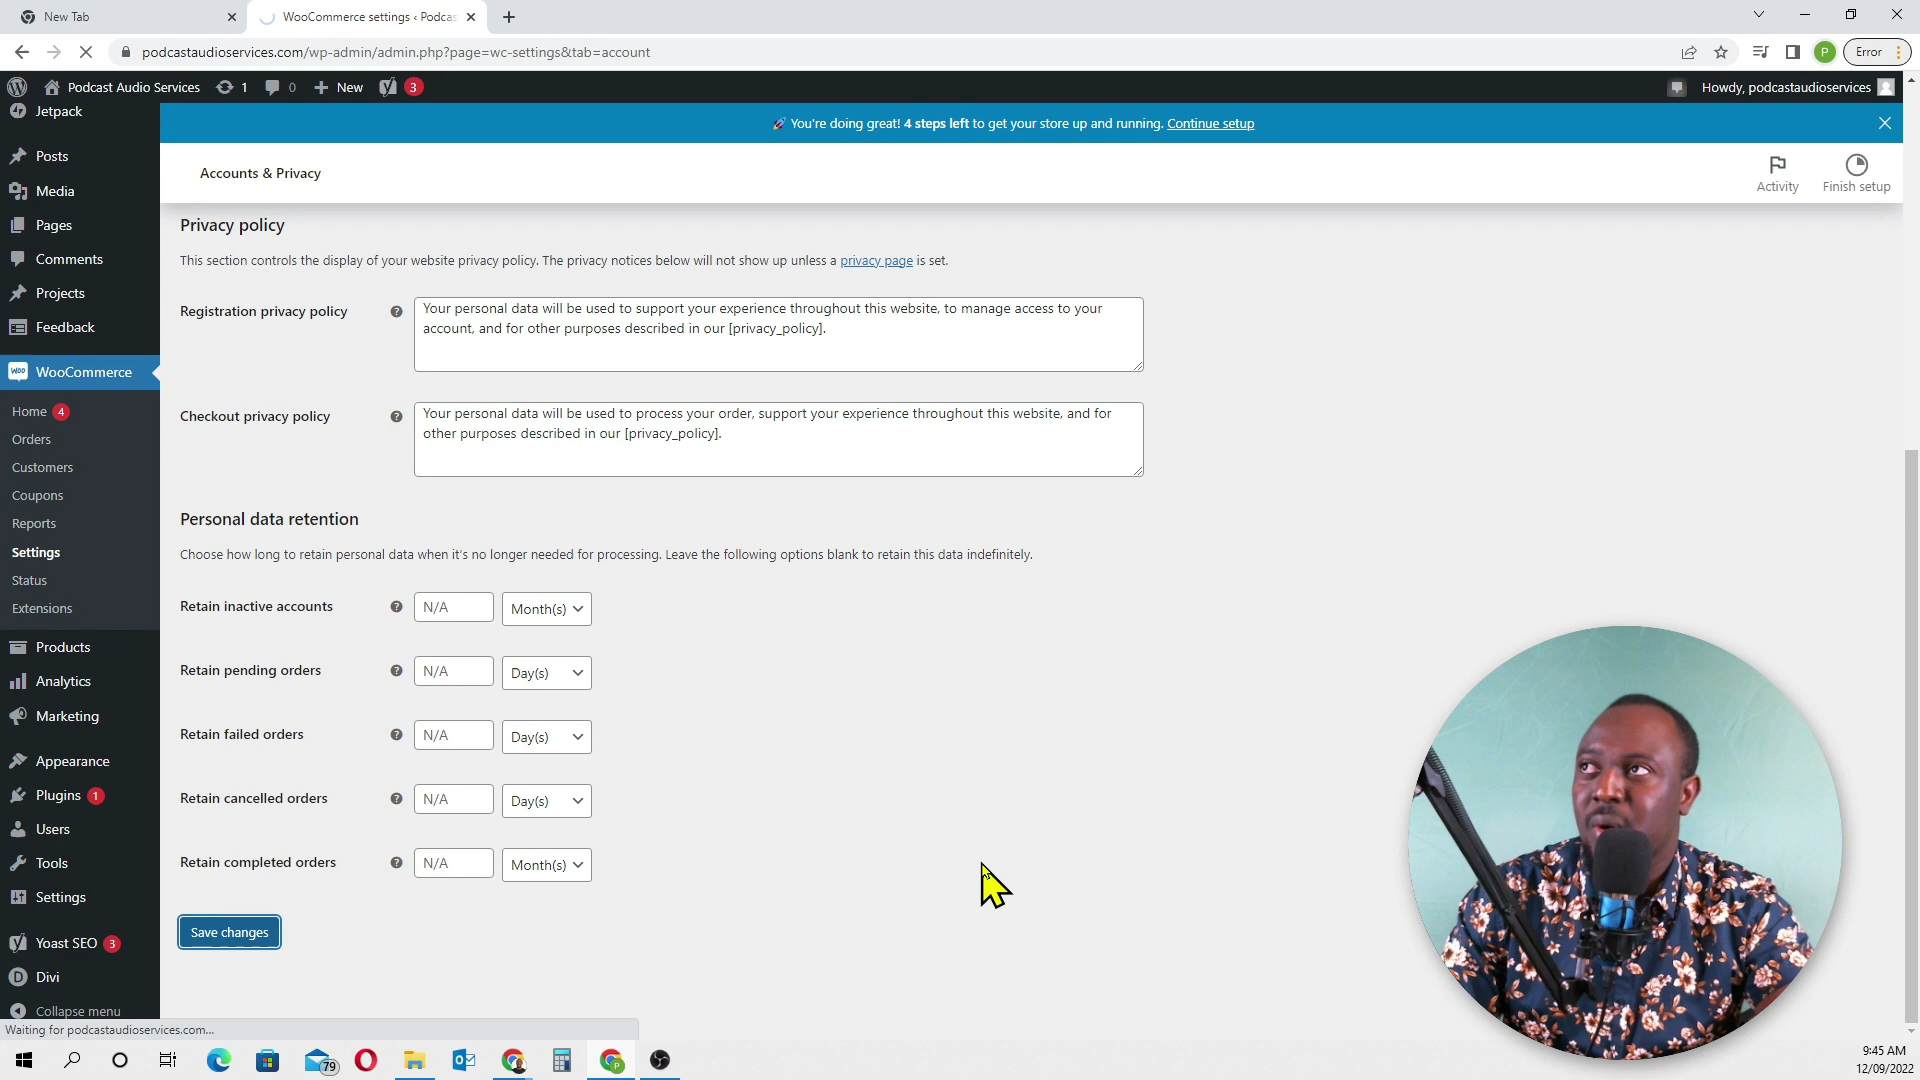 New Tab
WooCommerce settings ‹ Podcas
podcastaudioservices.com/wp-admin/admin.php?page=wc-settings&tab=account
P
Error
Podcast Audio Services
1
0
New
3
Howdy, podcastaudioservices
Jetpack
Posts
Media
Pages
Comments
Projects
Feedback
WOO
WooCommerce
Home 4
Orders
Customers
Coupons
Reports
Settings
Status
Extensions
Products
Analytics
Marketing
Appearance
Plugins 1
Users
Tools
Settings
Yoast SEO 3
D
Divi
Collapse menu
🚀 You're doing great! 4 steps left to get your store up and running. Continue setup
Accounts & Privacy
Activity
Finish setup
Privacy policy
This section controls the display of your website privacy policy. The privacy notices below will not show up unless a privacy page is set.
Registration privacy policy
Your personal data will be used to support your experience throughout this website, to manage access to your
account, and for other purposes described in our [privacy_policy].
Checkout privacy policy
Your personal data will be used to process your order, support your experience throughout this website, and for
other purposes described in our [privacy_policy].
Personal data retention
Choose how long to retain personal data when it's no longer needed for processing. Leave the following options blank to retain this data indefinitely.
Retain inactive accounts
N/A
Month(s)
Retain pending orders
N/A
Day(s)
Retain failed orders
N/A
Day(s)
Retain cancelled orders
N/A
Day(s)
Retain completed orders
N/A
Month(s)
Save changes
Waiting for podcastaudioservices.com...
79
P
9:45 AM
12/09/2022